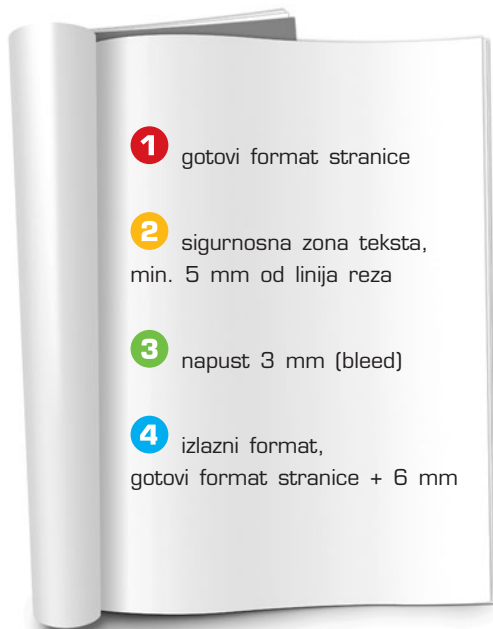 1 gotovi format stranice
2 sigurnosna zona teksta,
min. 5 mm od linija reza
3 napust 3 mm (bleed)
4 izlazni format,
gotovi format stranice + 6 mm